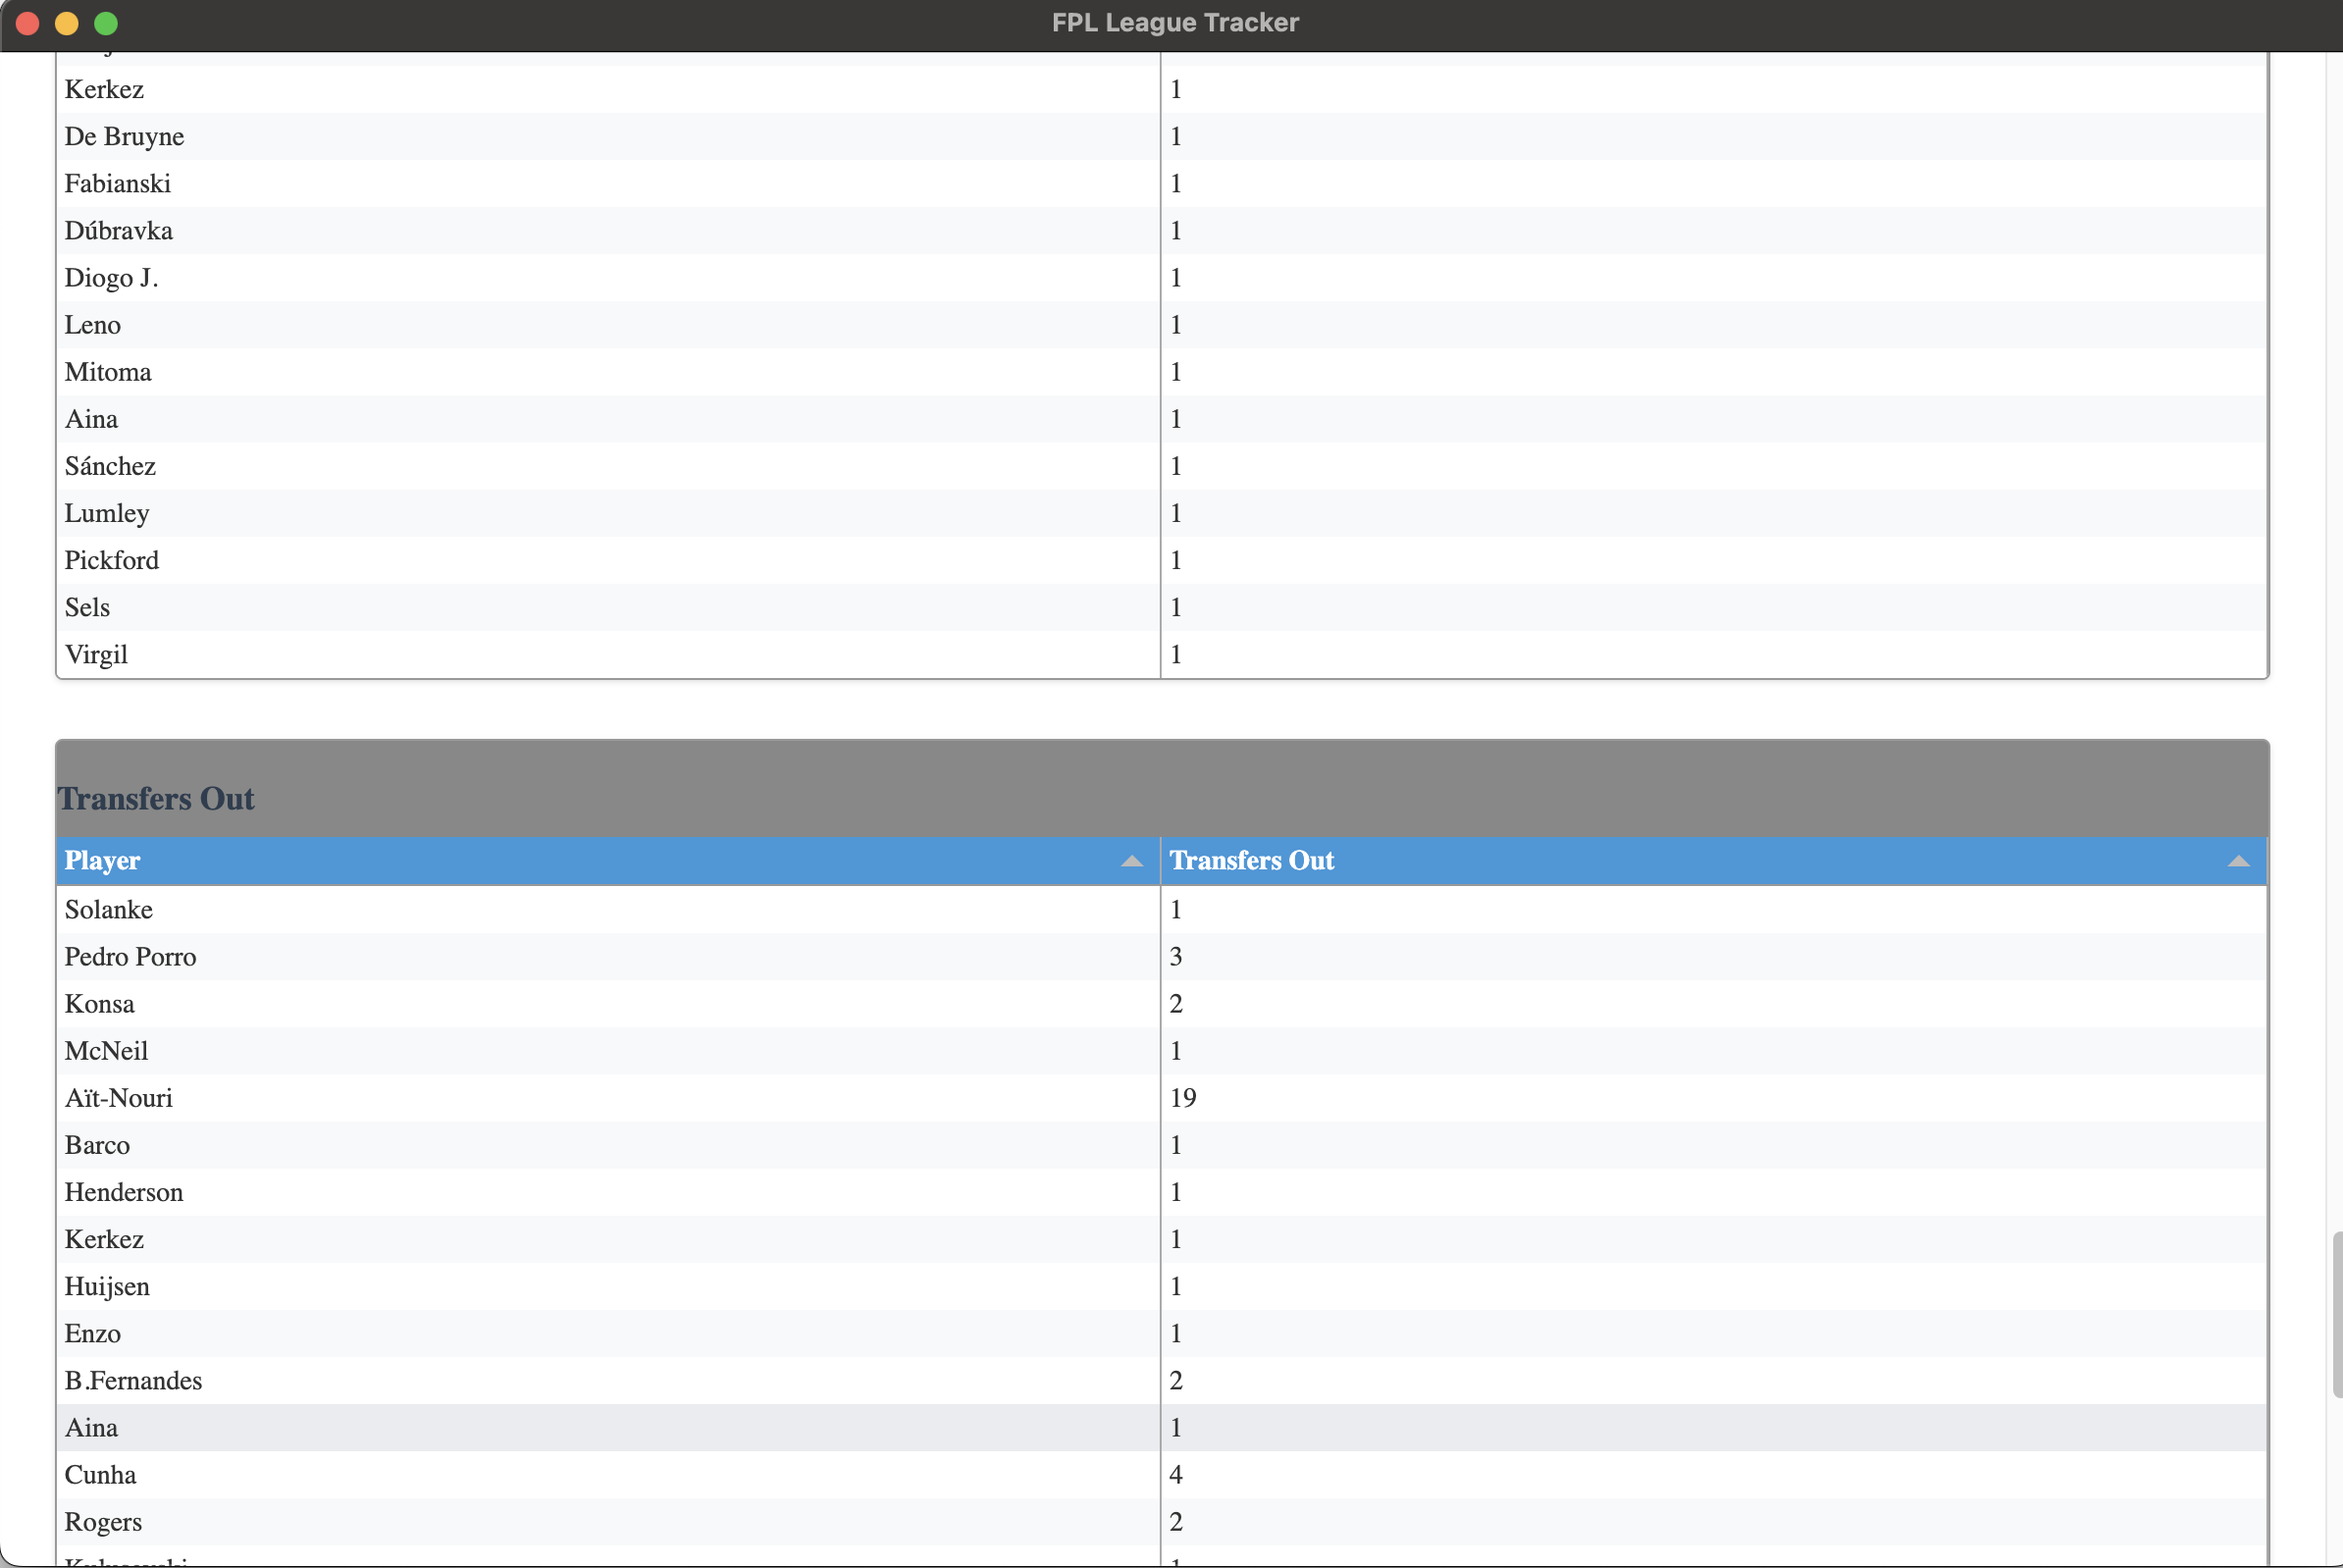 FPL League Tracker
Kerkez 1
De Bruyne 1
Fabianski 1
Dúbravka 1
Diogo J. 1
Leno 1
Mitoma 1
Aina 1
Sánchez 1
Lumley 1
Pickford 1
Sels 1
Virgil 1
Transfers Out
Player Transfers Out
Solanke 1
Pedro Porro 3
Konsa 2
McNeil 1
Aït-Nouri 19
Barco 1
Henderson 1
Kerkez 1
Huijsen 1
Enzo 1
B.Fernandes 2
Aina 1
Cunha 4
Rogers 2